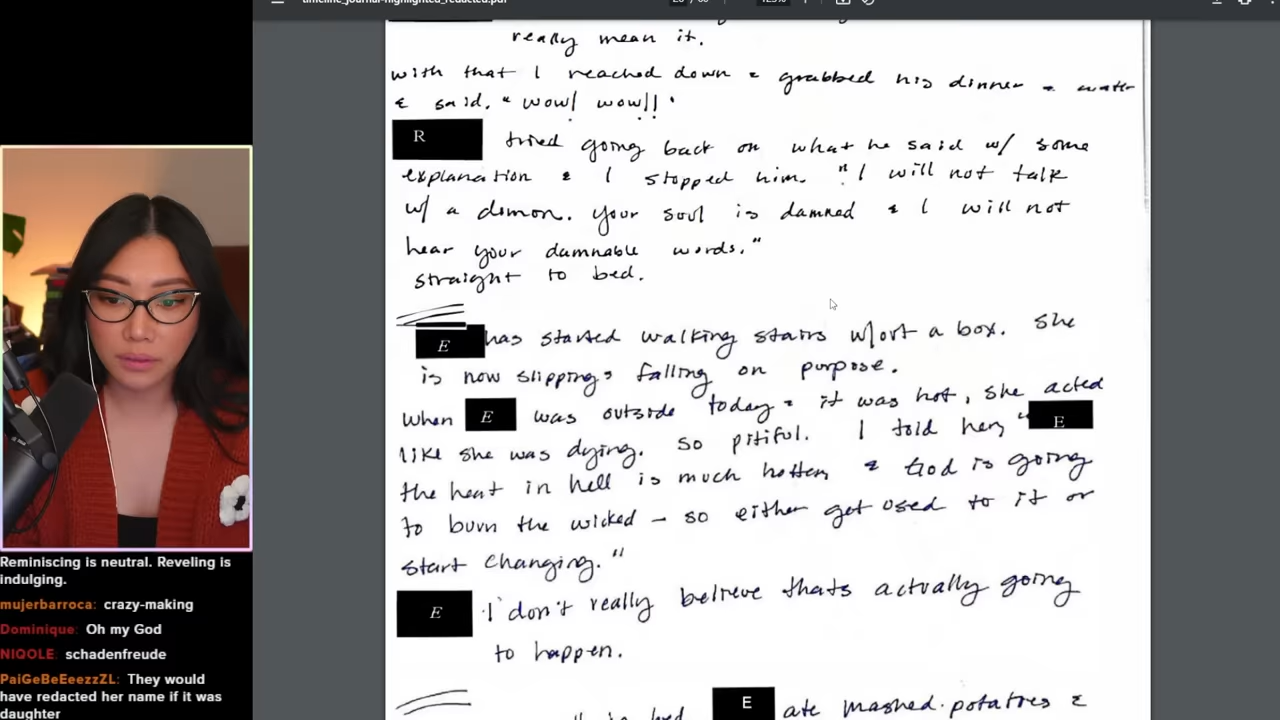 timeline_journal-highlighted_redacted.pdf
really mean it.
with that I reached down & grabbed his dinner & water
& said, "wow! wow!!"
R tried going back on what he said w/ some
explanation & I stopped him. "I will not talk
w/ a dimon. your soul is damned & I will not
hear your damnable words."
straight to bed.
E has started walking stairs w/out a box. She
is now slipping & falling on purpose.
when E was outside today & it was hot, she acted
like she was dying. so pitiful. I told her, "E
the heat in hell is much hotter, & God is going
to burn the wicked – so either get used to it or
start changing."
E I don't really believe thats actually going
to happen.
bed E ate mashed potatoes &
Reminiscing is neutral. Reveling is
indulging.
mujerbarroca: crazy-making
Dominique: Oh my God
NIQOLE: schadenfreude
PaiGeBeEeezzZL: They would
have redacted her name if it was
daughter